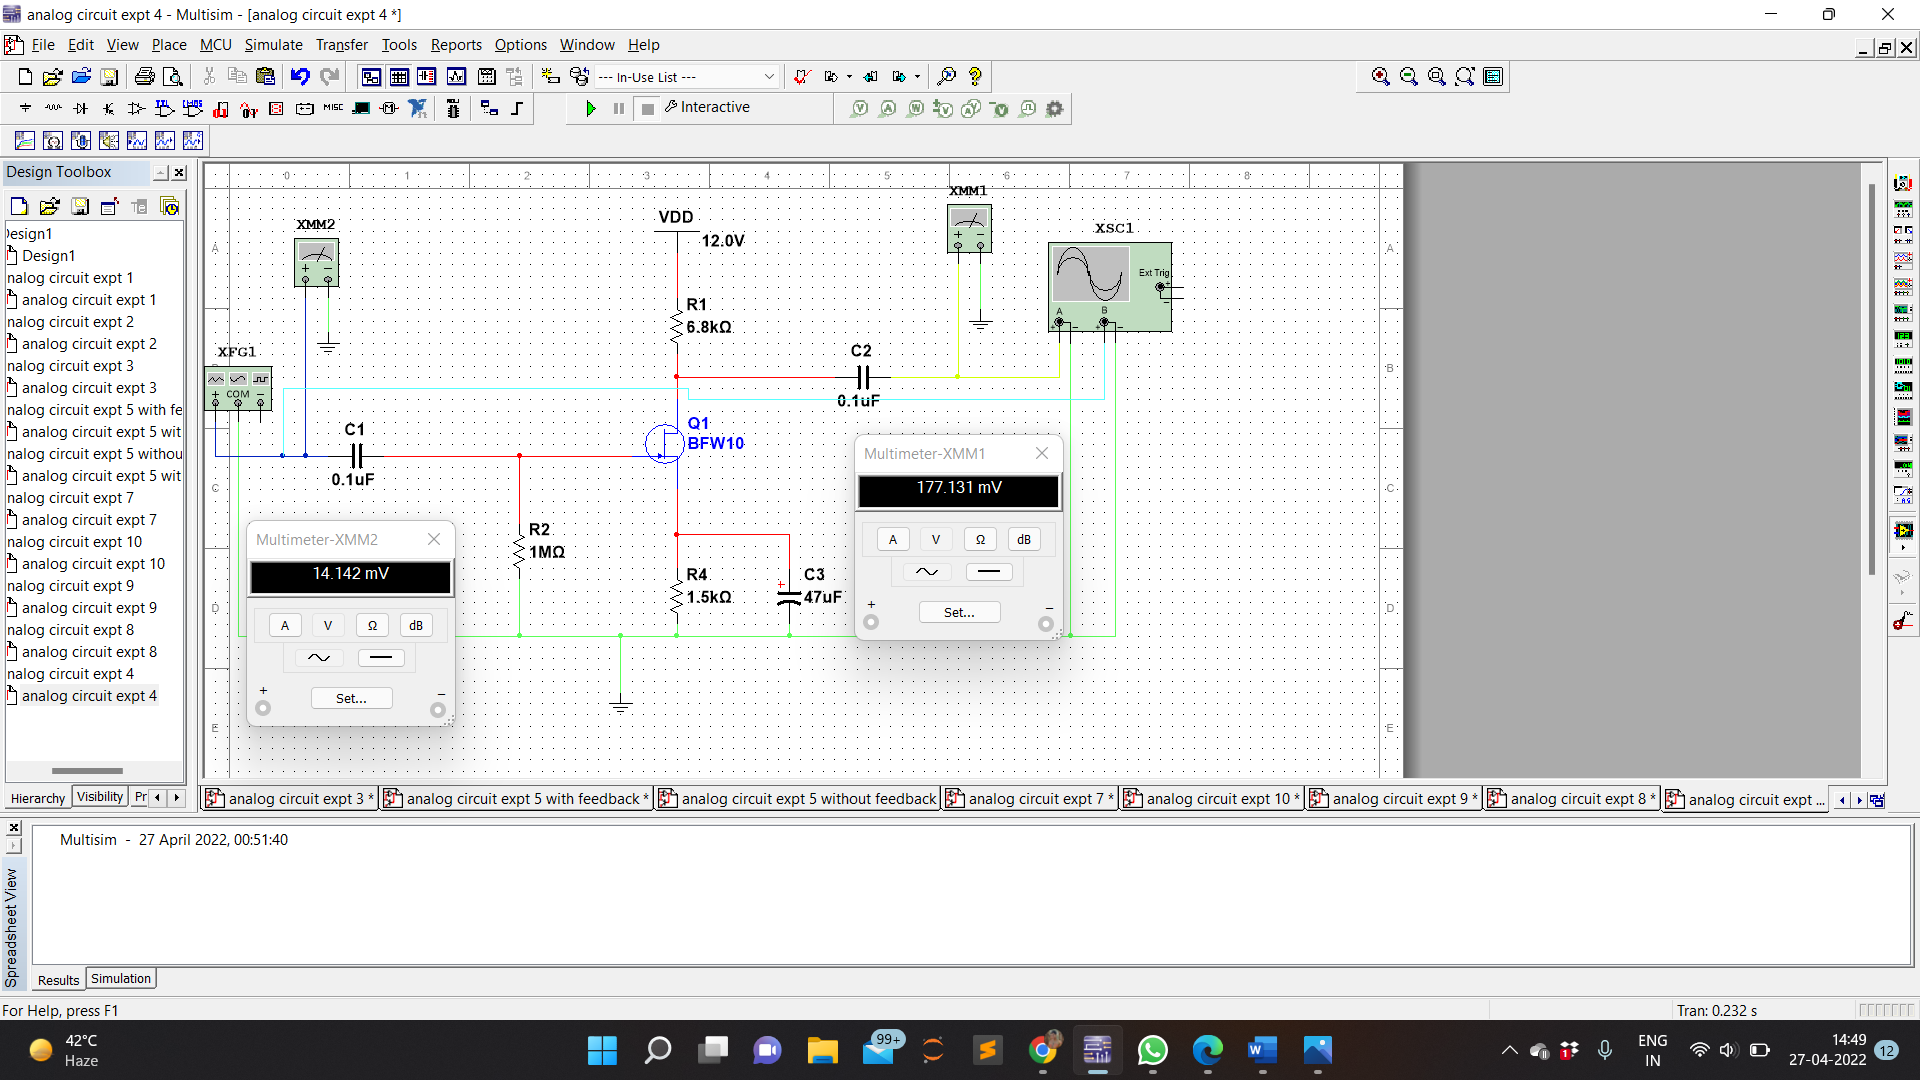 analog circuit expt 4 - Multisim - [analog circuit expt 4 *]
File Edit View Place MCU Simulate Transfer Tools Reports Options Window Help
--- In-Use List ---
MISC
Interactive
Design Toolbox
esign1
Design1
nalog circuit expt 1
analog circuit expt 1
nalog circuit expt 2
analog circuit expt 2
nalog circuit expt 3
analog circuit expt 3
nalog circuit expt 5 with fe
analog circuit expt 5 wit
nalog circuit expt 5 withou
analog circuit expt 5 wit
nalog circuit expt 7
analog circuit expt 7
nalog circuit expt 10
analog circuit expt 10
nalog circuit expt 9
analog circuit expt 9
nalog circuit expt 8
analog circuit expt 8
nalog circuit expt 4
analog circuit expt 4
Hierarchy Visibility Pr
0 1 2 3 4 5 6 7 8
A B C D E
A B C D E
XMM2
XFG1
COM
VDD
12.0V
R1
6.8kΩ
C2
0.1uF
XMM1
XSC1
Ext Trig
A B
C1
0.1uF
Q1
BFW10
R2
1MΩ
R4
1.5kΩ
C3
47uF
Multimeter-XMM2
14.142 mV
A V Ω dB
Set...
Multimeter-XMM1
177.131 mV
A V Ω dB
Set...
analog circuit expt 3 * analog circuit expt 5 with feedback * analog circuit expt 5 without feedback analog circuit expt 7 * analog circuit expt 10 * analog circuit expt 9 * analog circuit expt 8 * analog circuit expt ...
Multisim - 27 April 2022, 00:51:40
Spreadsheet View
Results Simulation
For Help, press F1
Tran: 0.232 s
42°C
Haze
99+
1
ENG
IN
14:49
27-04-2022
12